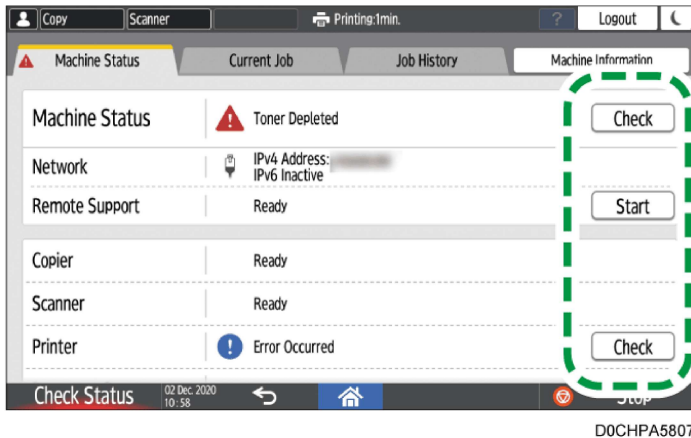 Copy
Scanner
Printing:1min.
?
Logout
Machine Status
Current Job
Job History
Machine Information
Machine Status
Toner Depleted
Check
Network
IPv4 Address:
IPv6 Inactive
Remote Support
Ready
Start
Copier
Ready
Scanner
Ready
Printer
Error Occurred
Check
Check Status
02 Dec. 2020
10:58
Stop
D0CHPA5807